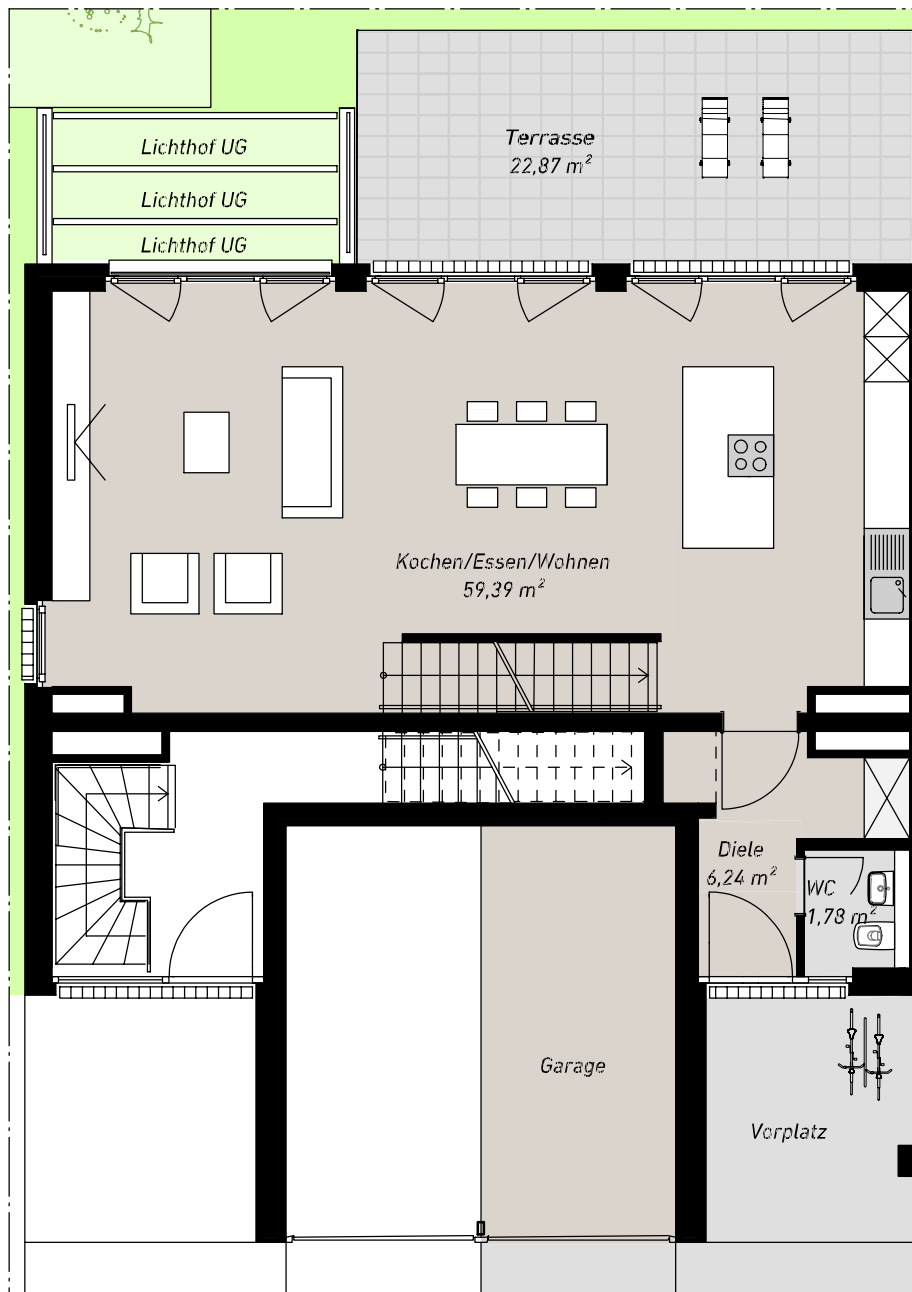 Lichthof UG
Lichthof UG
Lichthof UG
Terrasse
22,87 m²
Kochen/Essen/Wohnen
59,39 m²
Diele
6,24 m²
WC
1,78 m²
Garage
Vorplatz